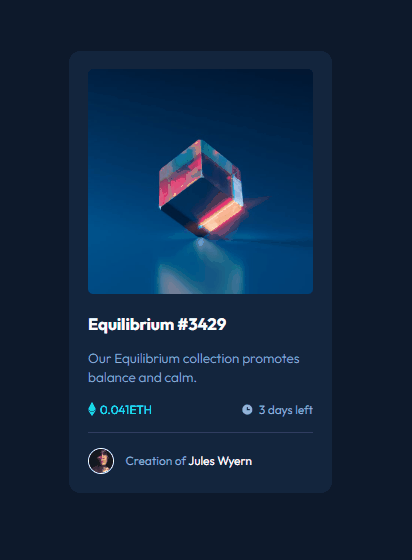 Equilibrium #3429
Our Equilibrium collection promotes
balance and calm.
0.041ETH 3 days left
Creation of Jules Wyern